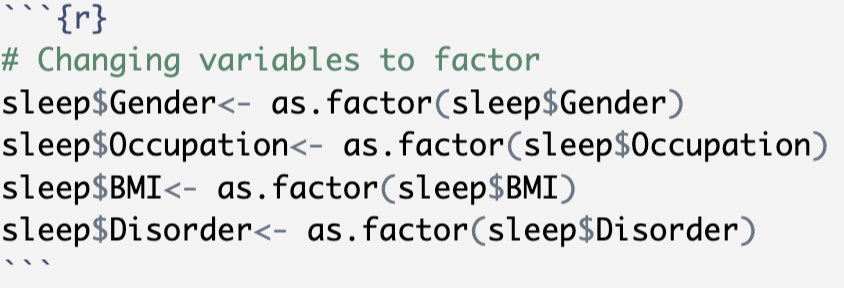 ```{r}
# Changing variables to factor
sleep$Gender<- as.factor(sleep$Gender)
sleep$Occupation<- as.factor(sleep$Occupation)
sleep$BMI<- as.factor(sleep$BMI)
sleep$Disorder<- as.factor(sleep$Disorder)
```